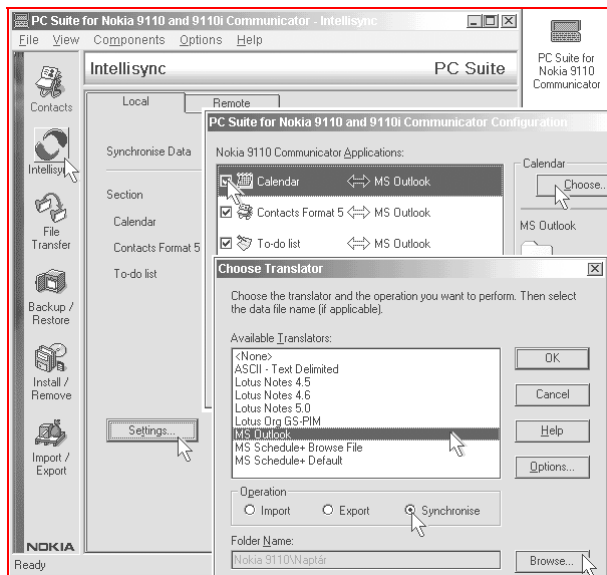 PC Suite for Nokia 9110 and 9110i Communicator - Intellisync
File View Components Options Help
PC Suite for
Nokia 9110
Communicator
Contacts
Intellisync
File
Transfer
Backup /
Restore
Install /
Remove
Import /
Export
NOKIA
Ready
Intellisync PC Suite
Local Remote
Synchronise Data
Section
Calendar
Contacts Format 5
To-do list
Settings...
PC Suite for Nokia 9110 and 9110i Communicator Configuration
Nokia 9110 Communicator Applications:
Calendar <=> MS Outlook
Contacts Format 5 <=> MS Outlook
To-do list <=> MS Outlook
Calendar
Choose..
MS Outlook
Choose Translator
Choose the translator and the operation you want to perform. Then select
the data file name (if applicable).
Available Translators:
<None>
ASCII - Text Delimited
Lotus Notes 4.5
Lotus Notes 4.6
Lotus Notes 5.0
Lotus Org GS-PIM
MS Outlook
MS Schedule+ Browse File
MS Schedule+ Default
OK
Cancel
Help
Options...
Operation
Import Export Synchronise
Folder Name:
Nokia 9110\Naptár
Browse...